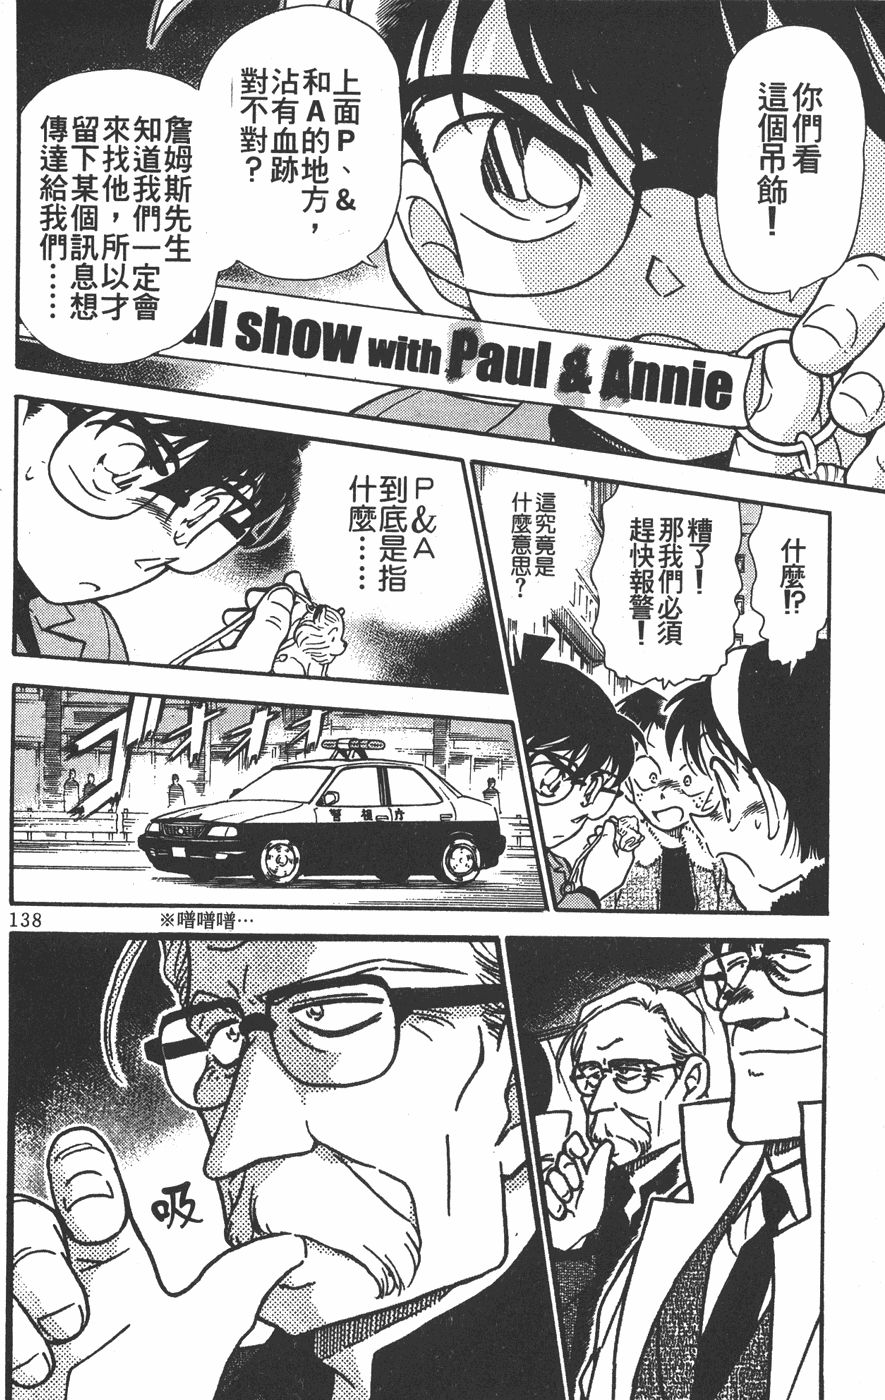 你們看
這個吊飾！
上面P、&
和A的地方，
沾有血跡
對不對？
詹姆斯先生
知道我們一定會
來找他，所以才
留下某個訊息想
傳達給我們……
al show with Paul & Annie
什麼!?
糟了！
那我們必須
趕快報警！
這究竟是
什麼意思？
P&A
到底是指
什麼……
警視庁
138
※噌噌噌…
吸